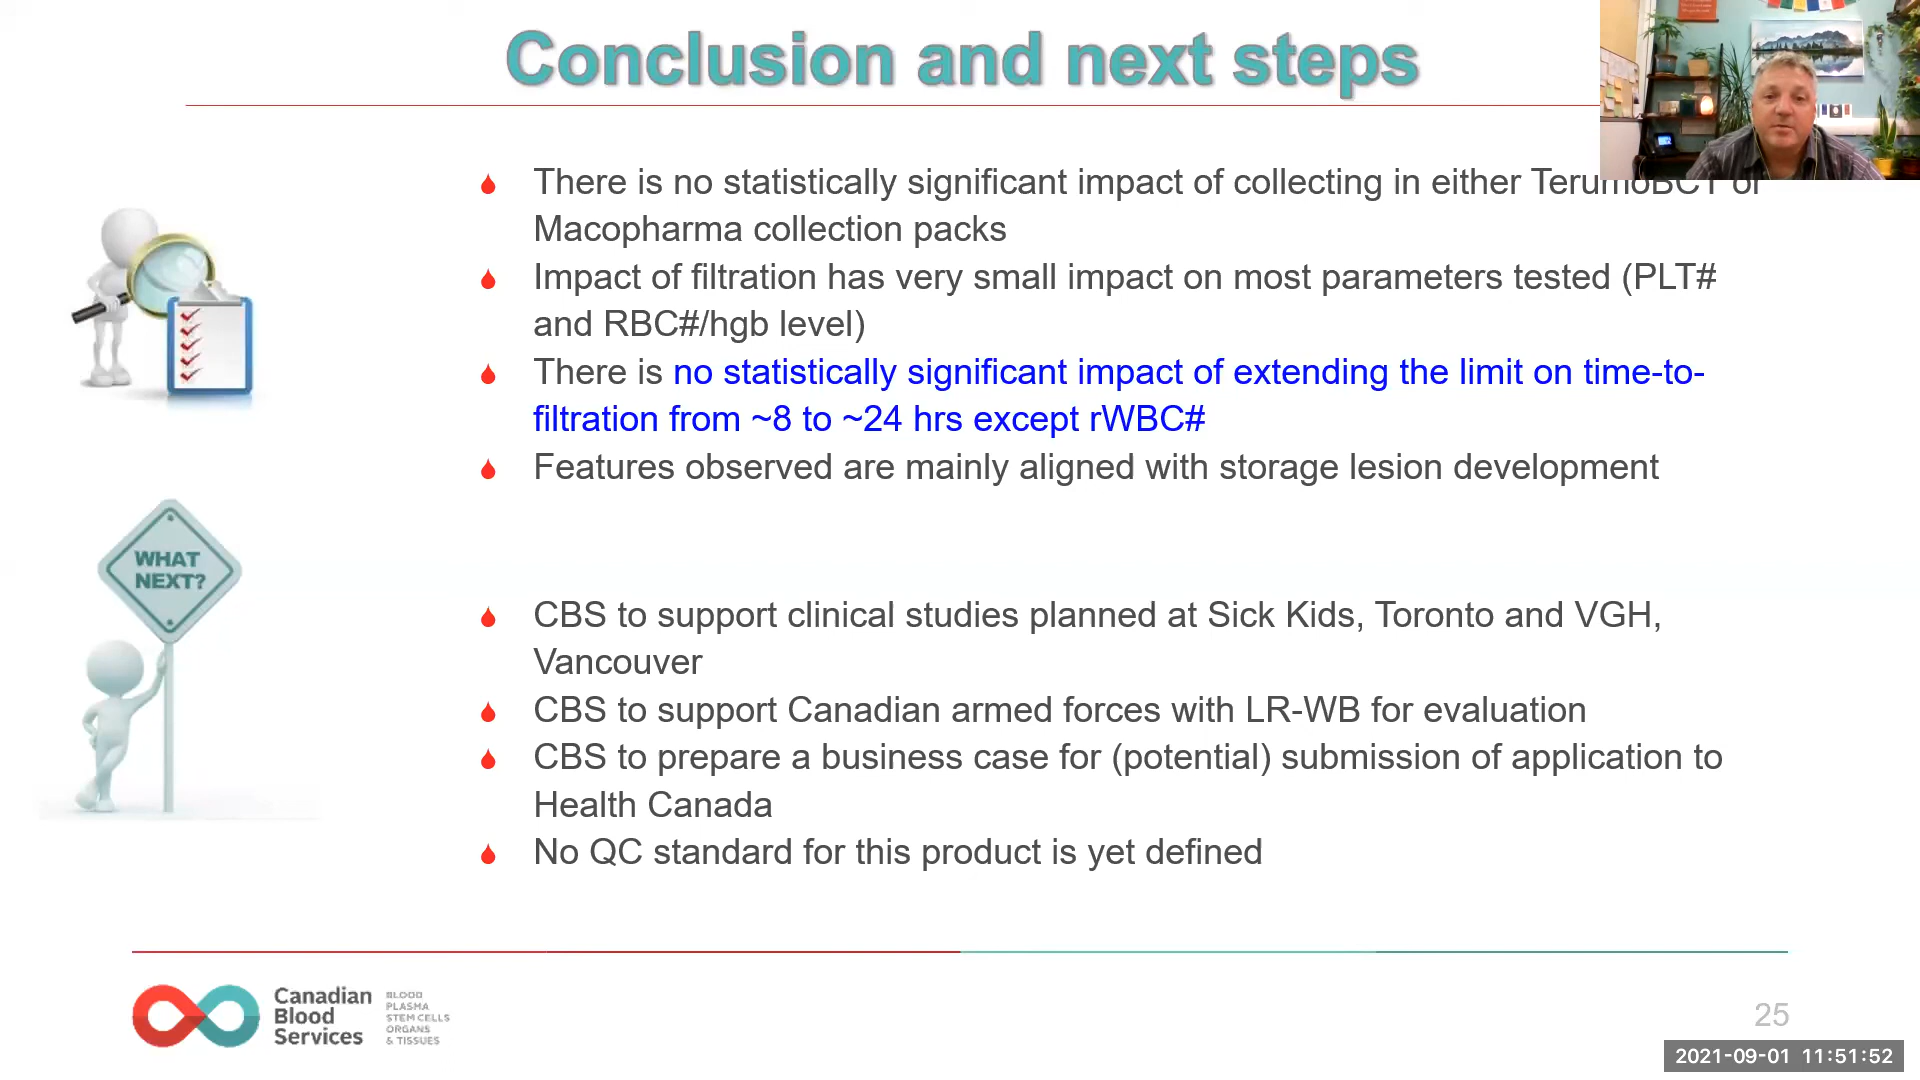 Conclusion and next steps
There is no statistically significant impact of collecting in either TerumoBCT or
Macopharma collection packs
Impact of filtration has very small impact on most parameters tested (PLT#
and RBC#/hgb level)
There is no statistically significant impact of extending the limit on time-to-
filtration from ~8 to ~24 hrs except rWBC#
Features observed are mainly aligned with storage lesion development
WHAT
NEXT?
CBS to support clinical studies planned at Sick Kids, Toronto and VGH,
Vancouver
CBS to support Canadian armed forces with LR-WB for evaluation
CBS to prepare a business case for (potential) submission of application to
Health Canada
No QC standard for this product is yet defined
Canadian
Blood
Services
BLOOD
PLASMA
STEM CELLS
ORGANS
& TISSUES
25
2021-09-01 11:51:52